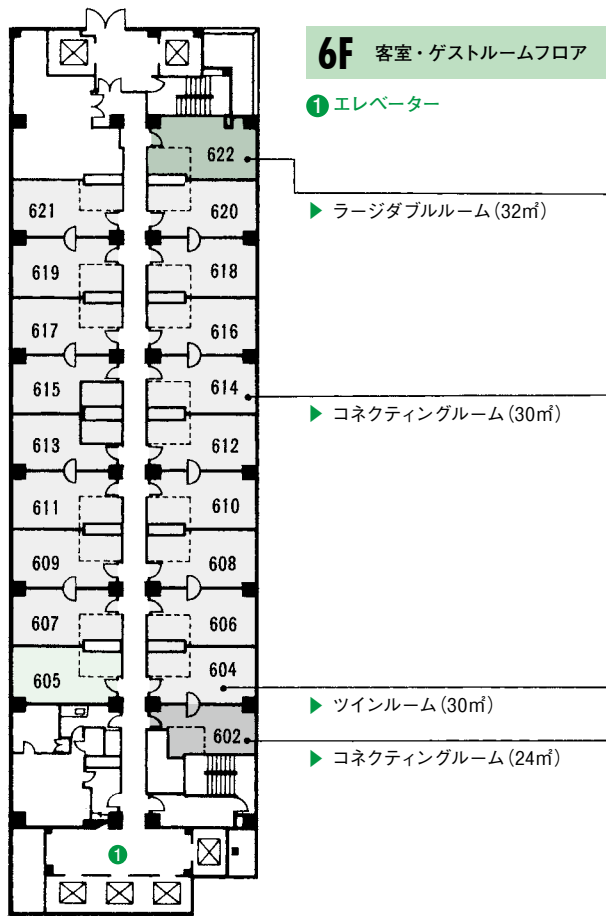 6F 客室・ゲストルームフロア
1 エレベーター
622
▶ ラージダブルルーム(32㎡)
621 620
619 618
617 616
615 614
▶ コネクティングルーム(30㎡)
613 612
611 610
609 608
607 606
605 604
▶ ツインルーム(30㎡)
602
▶ コネクティングルーム(24㎡)
1